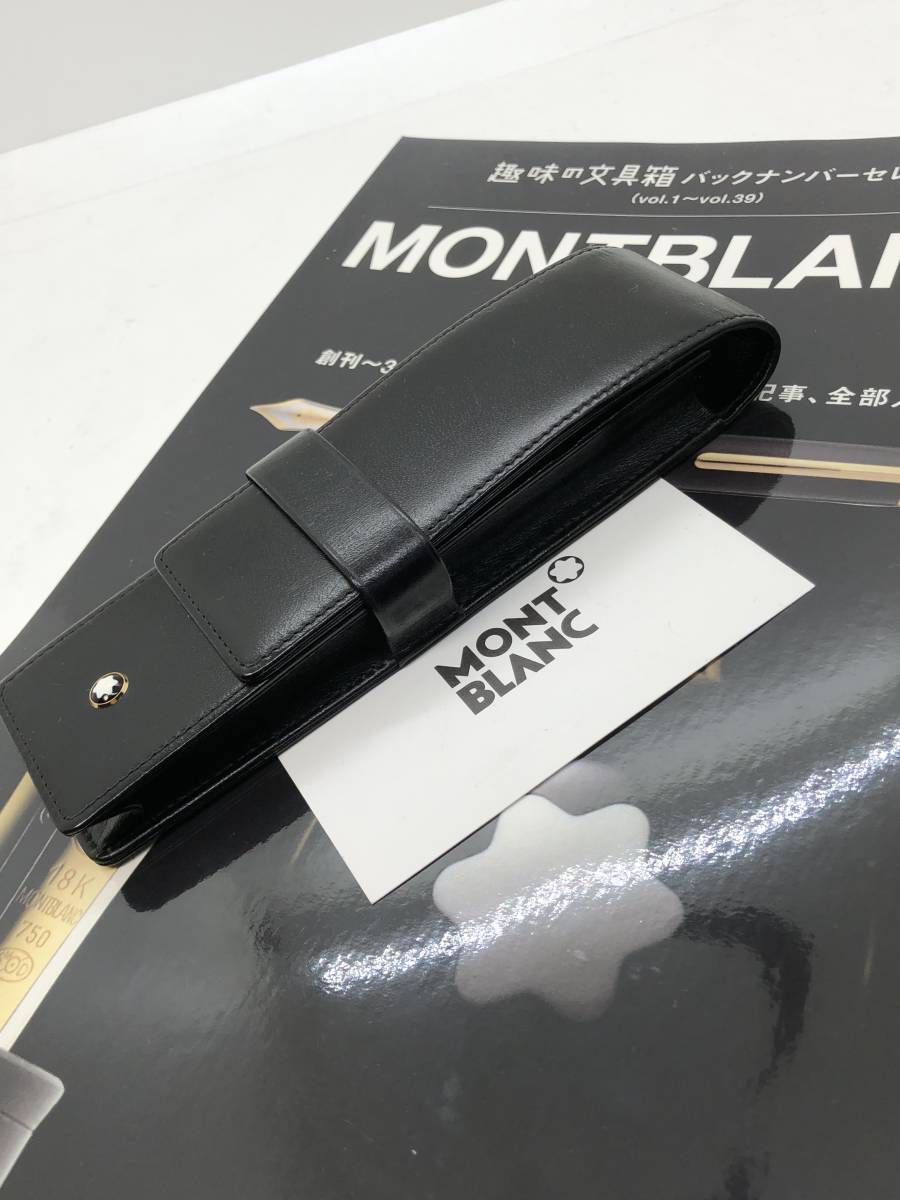 趣味の文具箱 バックナンバーセレ
(vol.1〜vol.39)
MONTBLAN
創刊〜3
記事、全部
MONT
BLANC
18K
MONTBLANC
750